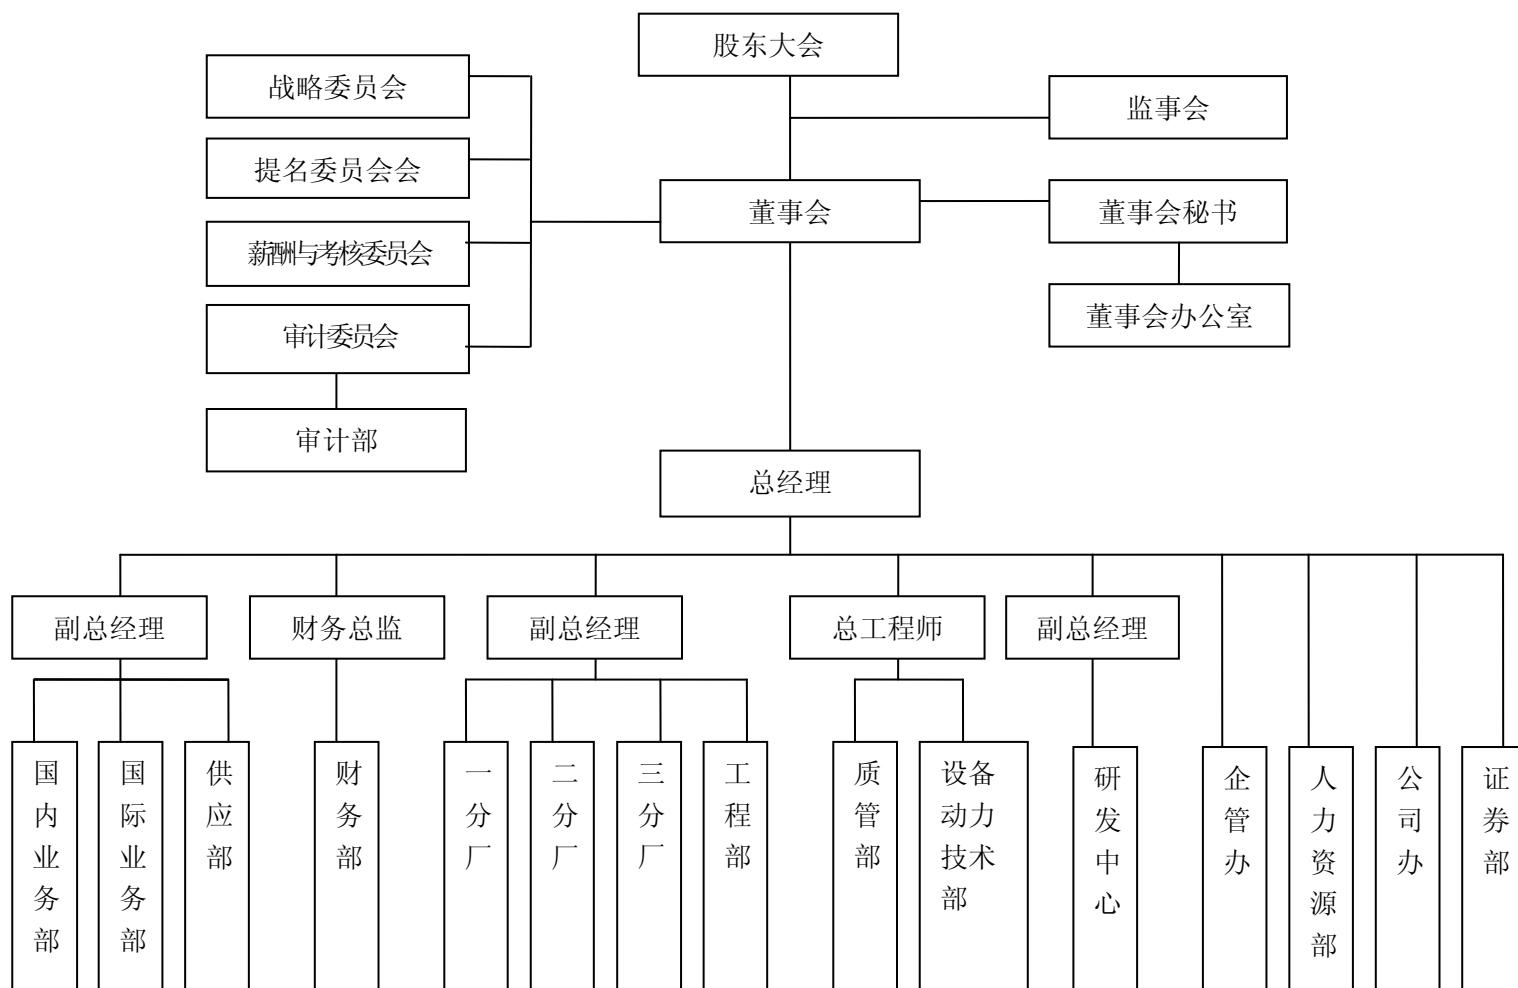 股东大会
战略委员会
监事会
提名委员会会
董事会
董事会秘书
薪酬与考核委员会
董事会办公室
审计委员会
审计部
总经理
副总经理
财务总监
副总经理
总工程师
副总经理
国内业务部
国际业务部
供应部
财务部
一分厂
二分厂
三分厂
工程部
质管部
设备
动力
技术
部
研发中心
企管办
人力资源部
公司办
证券部